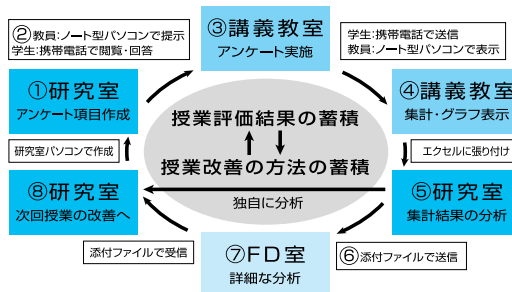 ②教員：ノート型パソコンで提示
学生：携帯電話で閲覧・回答
③講義教室
アンケート実施
学生：携帯電話で送信
教員：ノート型パソコンで表示
①研究室
アンケート項目作成
④講義教室
集計・グラフ表示
授業評価結果の蓄積
授業改善の方法の蓄積
研究室パソコンで作成
エクセルに張り付け
⑧研究室
次回授業の改善へ
独自に分析
⑤研究室
集計結果の分析
添付ファイルで受信
⑦FD室
詳細な分析
⑥添付ファイルで送信